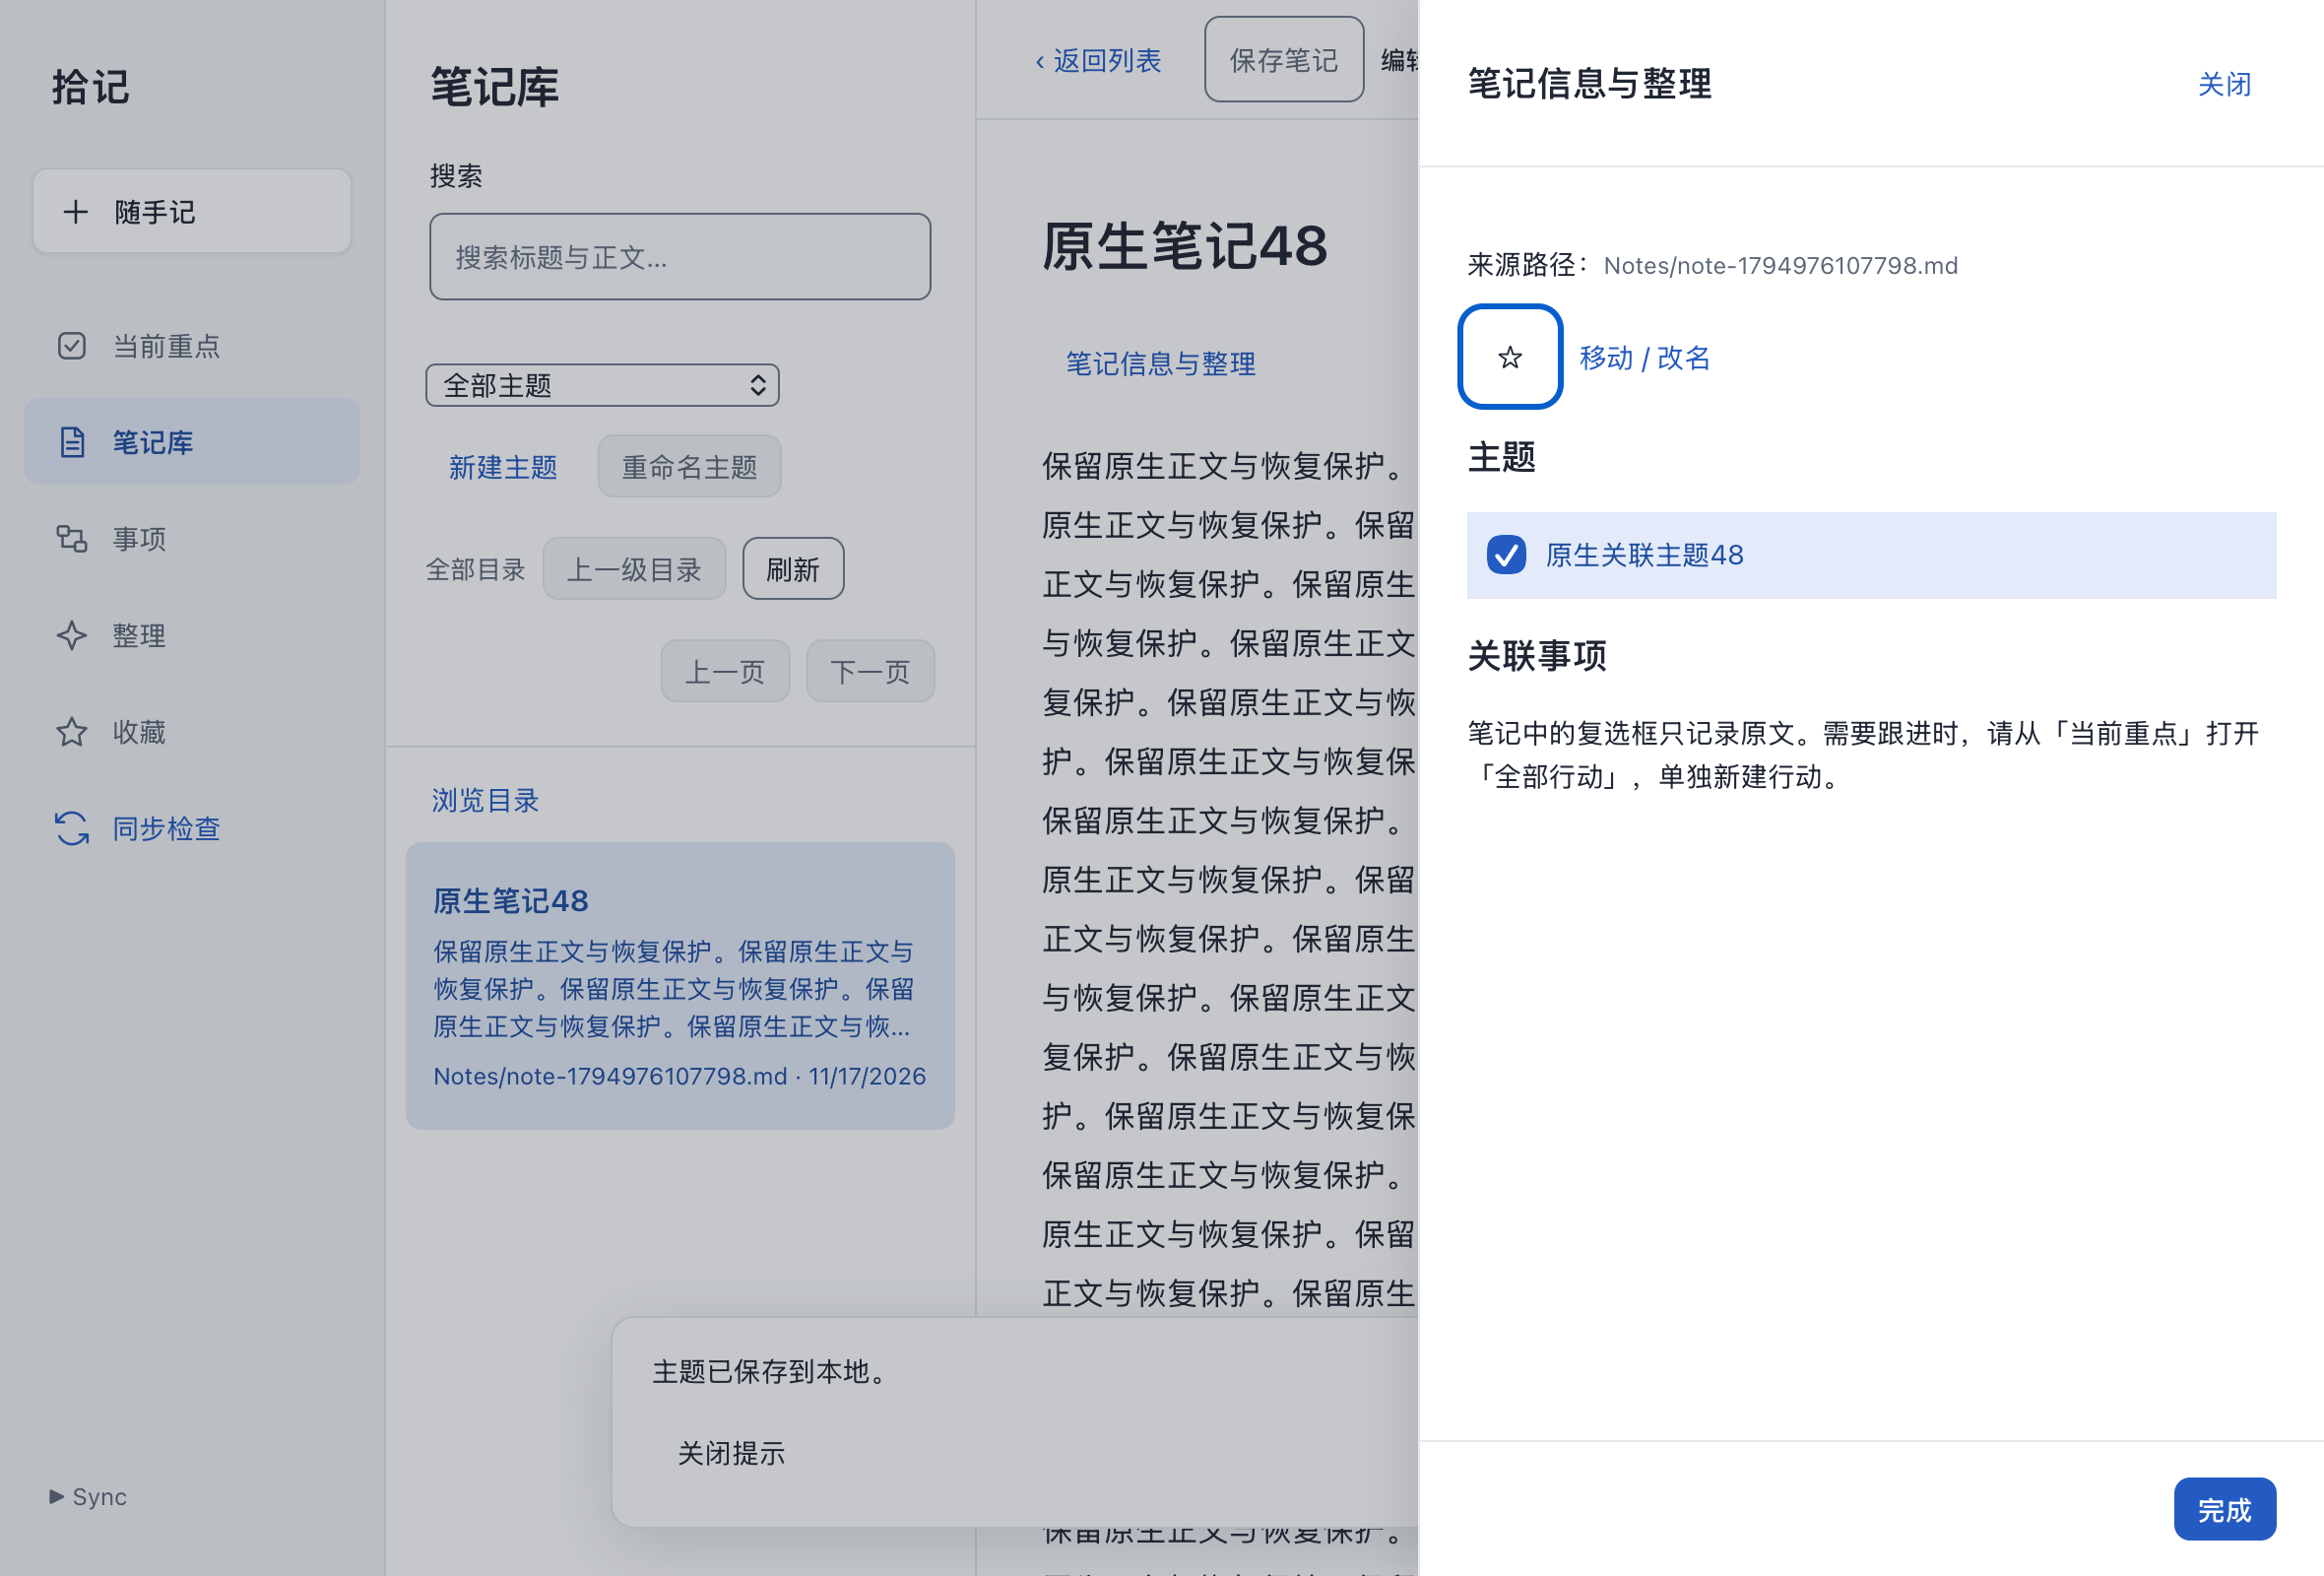 拾记
随手记
当前重点
笔记库
事项
整理
收藏
同步检查
Sync
笔记库
搜索
搜索标题与正文...
全部主题
新建主题
重命名主题
全部目录
上一级目录
刷新
上一页
下一页
浏览目录
原生笔记48
保留原生正文与恢复保护。保留原生正文与
恢复保护。保留原生正文与恢复保护。保留
原生正文与恢复保护。保留原生正文与恢...
Notes/note-1794976107798.md · 11/17/2026
‹ 返回列表
保存笔记
编辑
原生笔记48
笔记信息与整理
保留原生正文与恢复保护。
原生正文与恢复保护。保留
正文与恢复保护。保留原生
与恢复保护。保留原生正文
复保护。保留原生正文与恢
护。保留原生正文与恢复保
保留原生正文与恢复保护。
原生正文与恢复保护。保留
正文与恢复保护。保留原生
与恢复保护。保留原生正文
复保护。保留原生正文与恢
护。保留原生正文与恢复保
保留原生正文与恢复保护。
原生正文与恢复保护。保留
正文与恢复保护。保留原生
主题已保存到本地。
关闭提示
保留原生正文与恢复保护。
笔记信息与整理
关闭
来源路径：Notes/note-1794976107798.md
移动 / 改名
主题
原生关联主题48
关联事项
笔记中的复选框只记录原文。需要跟进时，请从「当前重点」打开
「全部行动」，单独新建行动。
完成